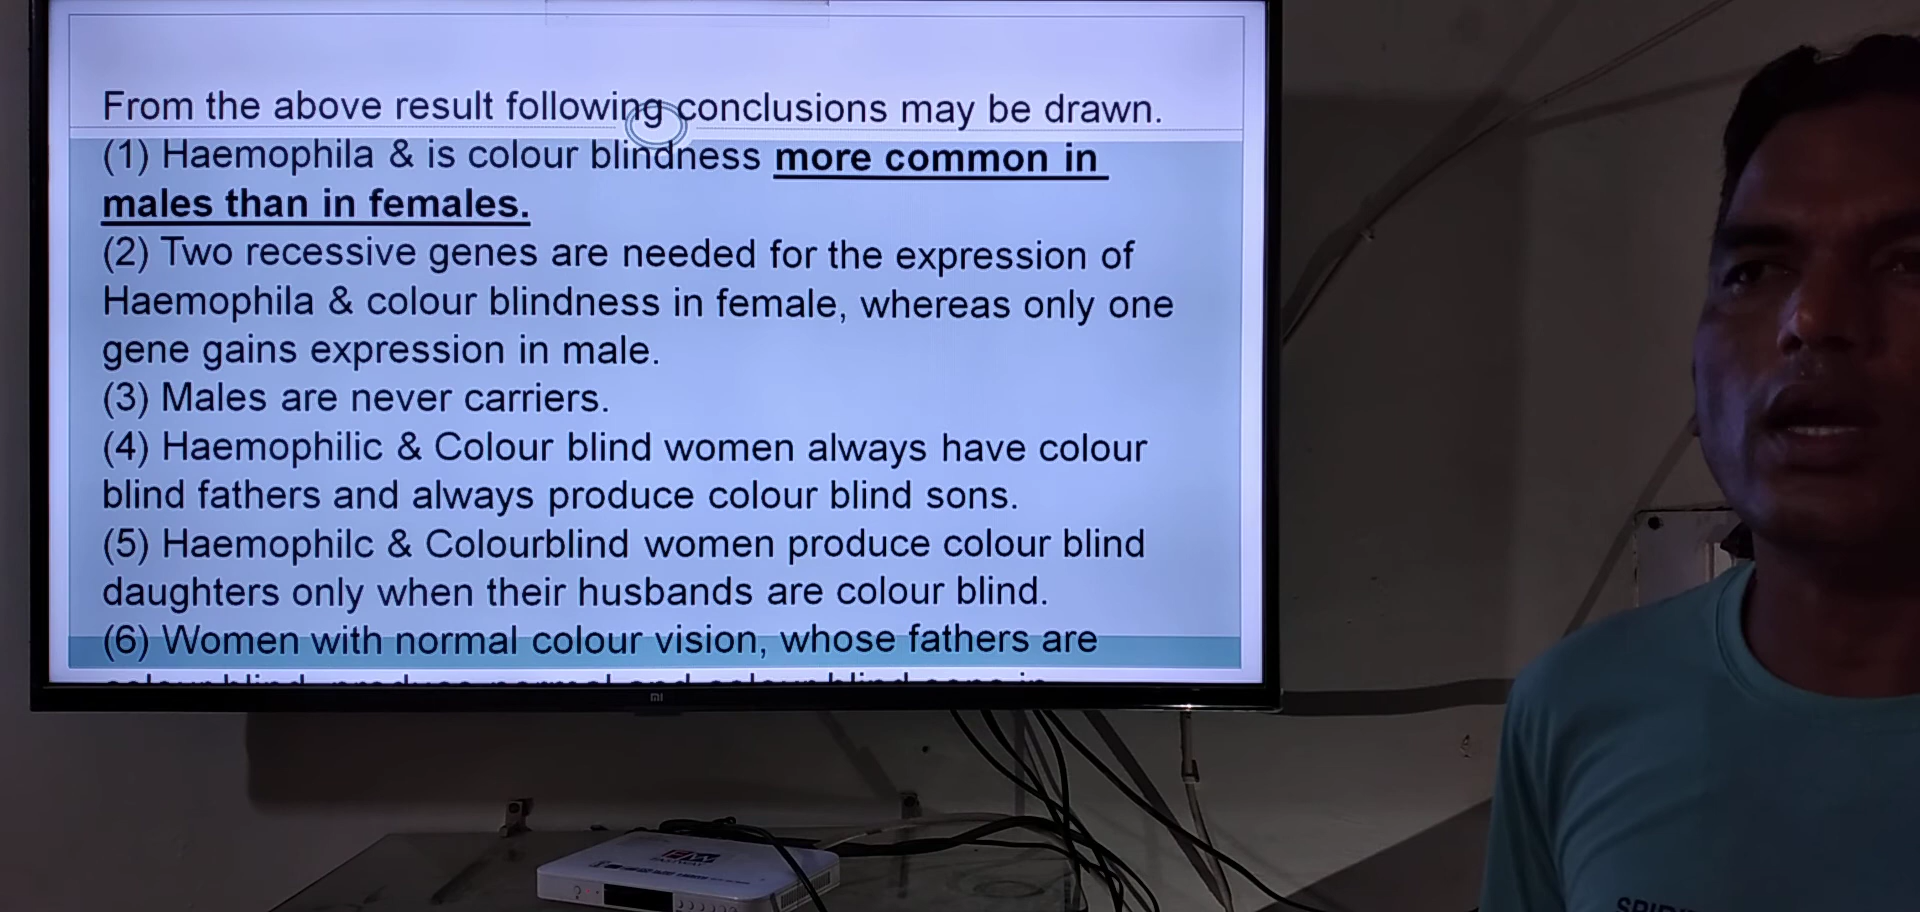 From the above result following conclusions may be drawn.
(1) Haemophila & is colour blindness more common in
males than in females.
(2) Two recessive genes are needed for the expression of
Haemophila & colour blindness in female, whereas only one
gene gains expression in male.
(3) Males are never carriers.
(4) Haemophilic & Colour blind women always have colour
blind fathers and always produce colour blind sons.
(5) Haemophilc & Colourblind women produce colour blind
daughters only when their husbands are colour blind.
(6) Women with normal colour vision, whose fathers are
mi